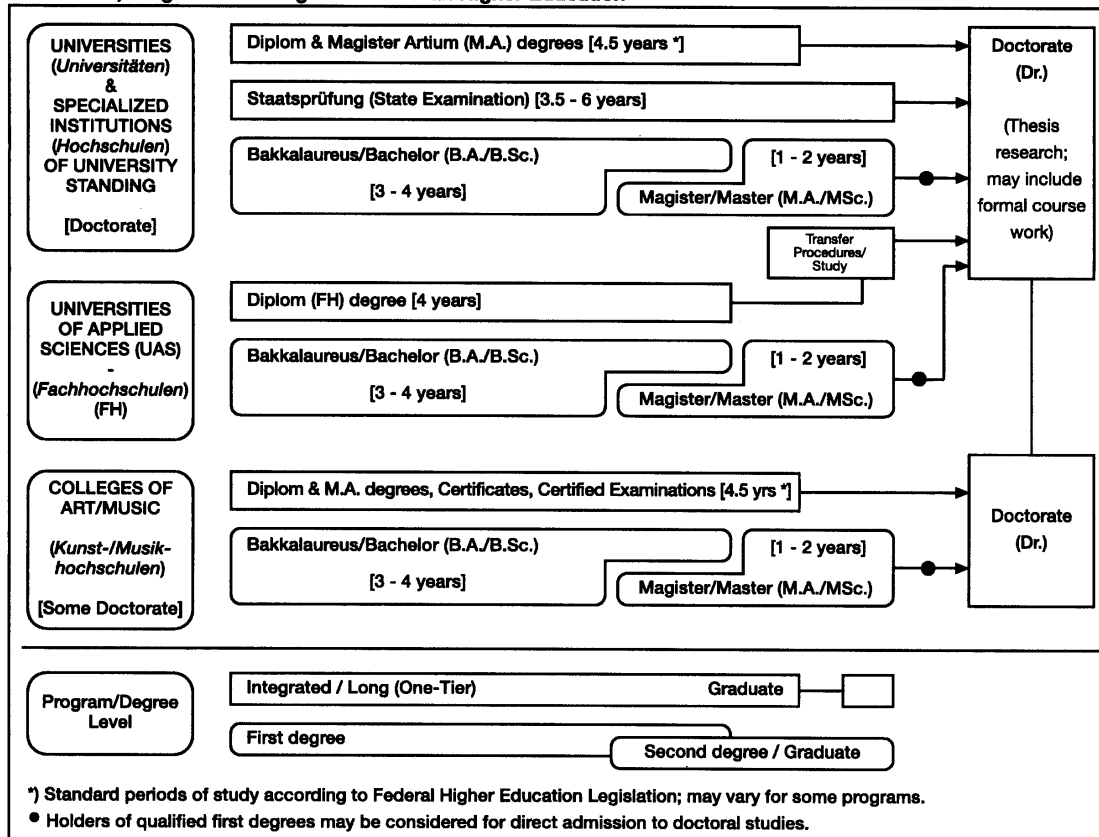 UNIVERSITIES
(Universitäten)
&
SPECIALIZED
INSTITUTIONS
(Hochschulen)
OF UNIVERSITY
STANDING
[Doctorate]
Diplom & Magister Artium (M.A.) degrees [4.5 years *]
Staatsprüfung (State Examination) [3.5 - 6 years]
Bakkalaureus/Bachelor (B.A./B.Sc.)
[3 - 4 years]
[1 - 2 years]
Magister/Master (M.A./MSc.)
Transfer
Procedures/
Study
Doctorate
(Dr.)
(Thesis
research;
may include
formal course
work)
UNIVERSITIES
OF APPLIED
SCIENCES (UAS)
-
(Fachhochschulen)
(FH)
Diplom (FH) degree [4 years]
Bakkalaureus/Bachelor (B.A./B.Sc.)
[3 - 4 years]
[1 - 2 years]
Magister/Master (M.A./MSc.)
COLLEGES OF
ART/MUSIC
(Kunst-/Musik-
hochschulen)
[Some Doctorate]
Diplom & M.A. degrees, Certificates, Certified Examinations [4.5 yrs *]
Bakkalaureus/Bachelor (B.A./B.Sc.)
[3 - 4 years]
[1 - 2 years]
Magister/Master (M.A./MSc.)
Doctorate
(Dr.)
Program/Degree
Level
Integrated / Long (One-Tier) Graduate
First degree
Second degree / Graduate
*) Standard periods of study according to Federal Higher Education Legislation; may vary for some programs.
● Holders of qualified first degrees may be considered for direct admission to doctoral studies.